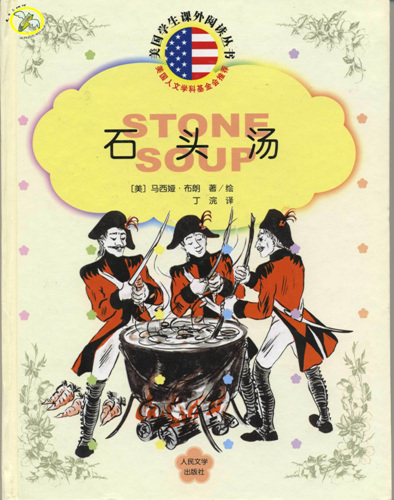 美国学生课外阅读丛书
美国人文学科基金会推荐
STONE
SOUP
石头汤
[美] 马西娅·布朗 著/绘
丁浣 译
人民文学
出版社